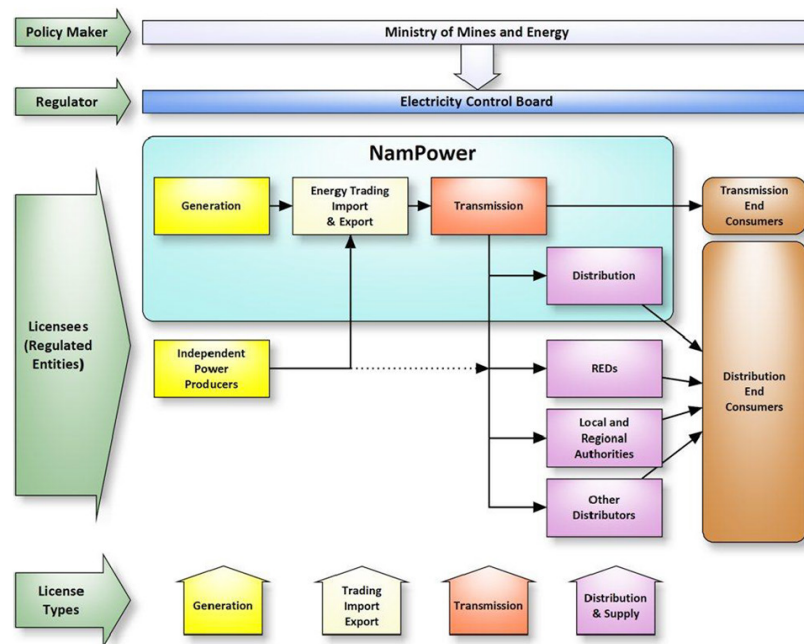 Policy Maker
Ministry of Mines and Energy
Regulator
Electricity Control Board
NamPower
Generation
Energy Trading
Import
& Export
Transmission
Transmission
End
Consumers
Distribution
Licensees
(Regulated
Entities)
Independent
Power
Producers
REDs
Distribution
End
Consumers
Local and
Regional
Authorities
Other
Distributors
License
Types
Generation
Trading
Import
Export
Transmission
Distribution
& Supply